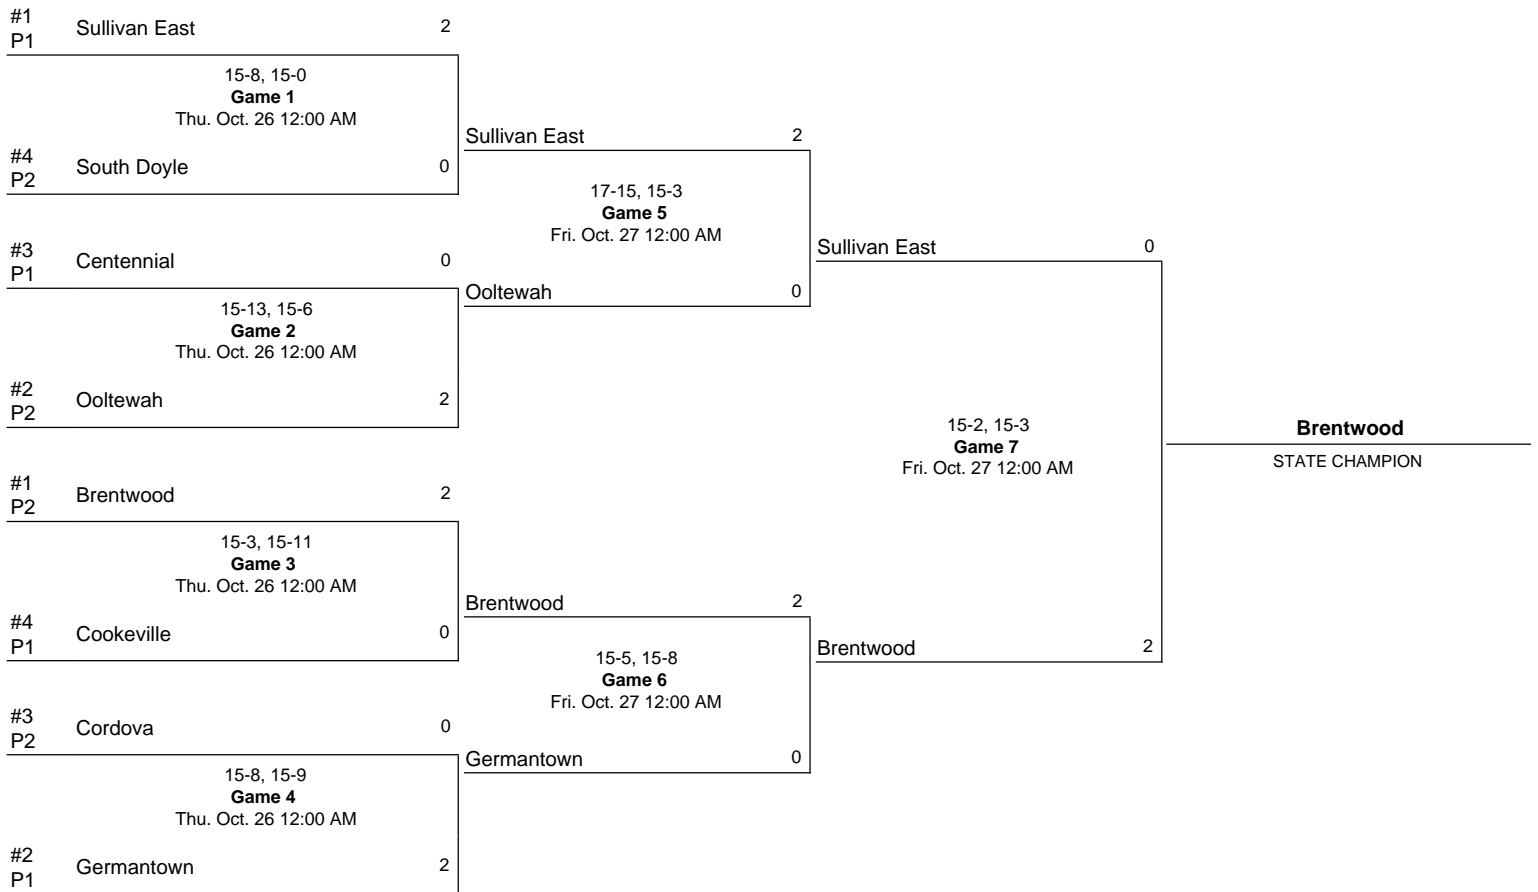 #1
P1
Sullivan East 2
15-8, 15-0
Game 1
Thu. Oct. 26 12:00 AM
#4
P2
South Doyle 0
#3
P1
Centennial 0
15-13, 15-6
Game 2
Thu. Oct. 26 12:00 AM
#2
P2
Ooltewah 2
#1
P2
Brentwood 2
15-3, 15-11
Game 3
Thu. Oct. 26 12:00 AM
#4
P1
Cookeville 0
#3
P2
Cordova 0
15-8, 15-9
Game 4
Thu. Oct. 26 12:00 AM
#2
P1
Germantown 2
Sullivan East 2
17-15, 15-3
Game 5
Fri. Oct. 27 12:00 AM
Ooltewah 0
Brentwood 2
15-5, 15-8
Game 6
Fri. Oct. 27 12:00 AM
Germantown 0
Sullivan East 0
15-2, 15-3
Game 7
Fri. Oct. 27 12:00 AM
Brentwood 2
Brentwood
STATE CHAMPION